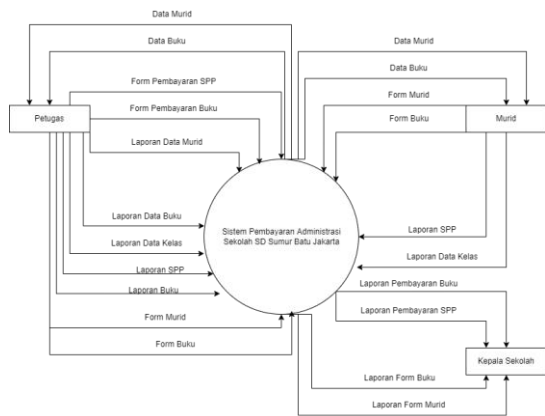 Data Murid
Data Buku
Data Murid
Data Buku
Form Pembayaran SPP
Form Murid
Form Pembayaran Buku
Petugas
Form Buku
Murid
Laporan Data Murid
Laporan Data Buku
Sistem Pembayaran Administrasi
Sekolah SD Sumur Batu Jakarta
Laporan SPP
Laporan Data Kelas
Laporan Data Kelas
Laporan SPP
Laporan Pembayaran Buku
Laporan Buku
Laporan Pembayaran SPP
Form Murid
Form Buku
Kepala Sekolah
Laporan Form Buku
Laporan Form Murid